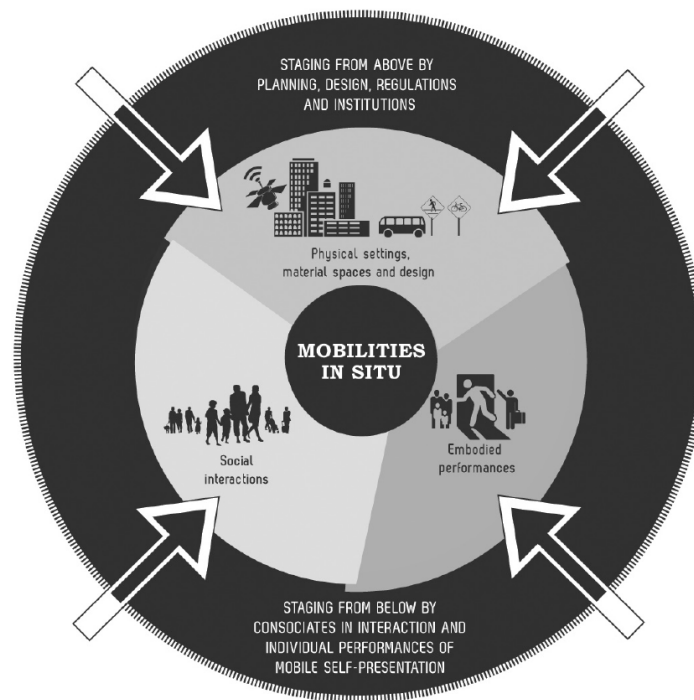 STAGING FROM ABOVE BY
PLANNING, DESIGN, REGULATIONS
AND INSTITUTIONS
Physical settings,
material spaces and design
MOBILITIES
IN SITU
Social
interactions
Embodied
performances
STAGING FROM BELOW BY
CONSOCIATES IN INTERACTION AND
INDIVIDUAL PERFORMANCES OF
MOBILE SELF-PRESENTATION